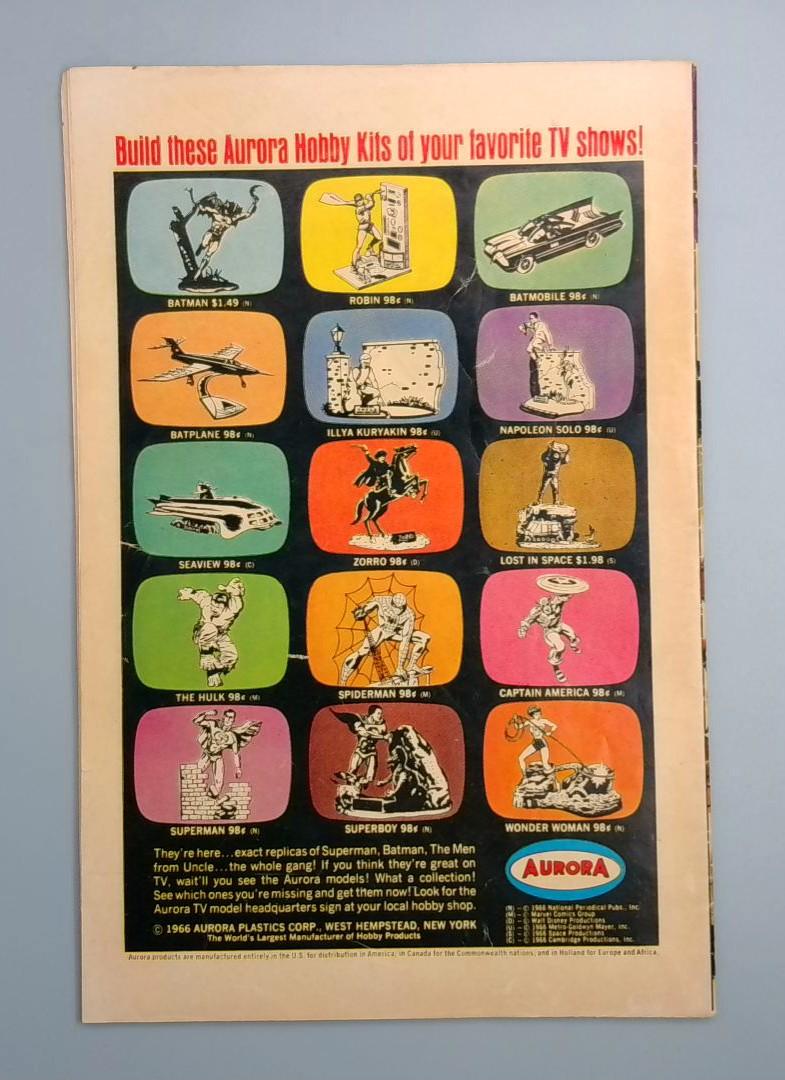 Build these Aurora Hobby Kits of your favorite TV shows!
BATMAN $1.49 (N)
ROBIN 98¢ (N)
BATMOBILE 98¢ (N)
BATPLANE 98¢ (N)
ILLYA KURYAKIN 98¢ (U)
NAPOLEON SOLO 98¢ (U)
SEAVIEW 98¢ (C)
ZORRO 98¢ (D)
LOST IN SPACE $1.98 (S)
THE HULK 98¢ (M)
SPIDERMAN 98¢ (M)
CAPTAIN AMERICA 98¢ (M)
SUPERMAN 98¢ (N)
SUPERBOY 98¢ (N)
WONDER WOMAN 98¢ (N)
They're here...exact replicas of Superman, Batman, The Men
from Uncle...the whole gang! If you think they're great on
TV, wait'll you see the Aurora models! What a collection!
See which ones you're missing and get them now! Look for the
Aurora TV model headquarters sign at your local hobby shop.
© 1966 AURORA PLASTICS CORP., WEST HEMPSTEAD, NEW YORK
The World's Largest Manufacturer of Hobby Products
AURORA
(N) — © 1966 National Periodical Pubs., Inc.
(M) — © Marvel Comics Group
(D) — © Walt Disney Productions
(U) — © 1966 Metro-Goldwyn Mayer, Inc.
(S) — © 1966 Space Productions
(C) — © 1966 Cambridge Productions, Inc.
Aurora products are manufactured entirely in the U.S. for distribution in America; in Canada for the Commonwealth nations; and in Holland for Europe and Africa.